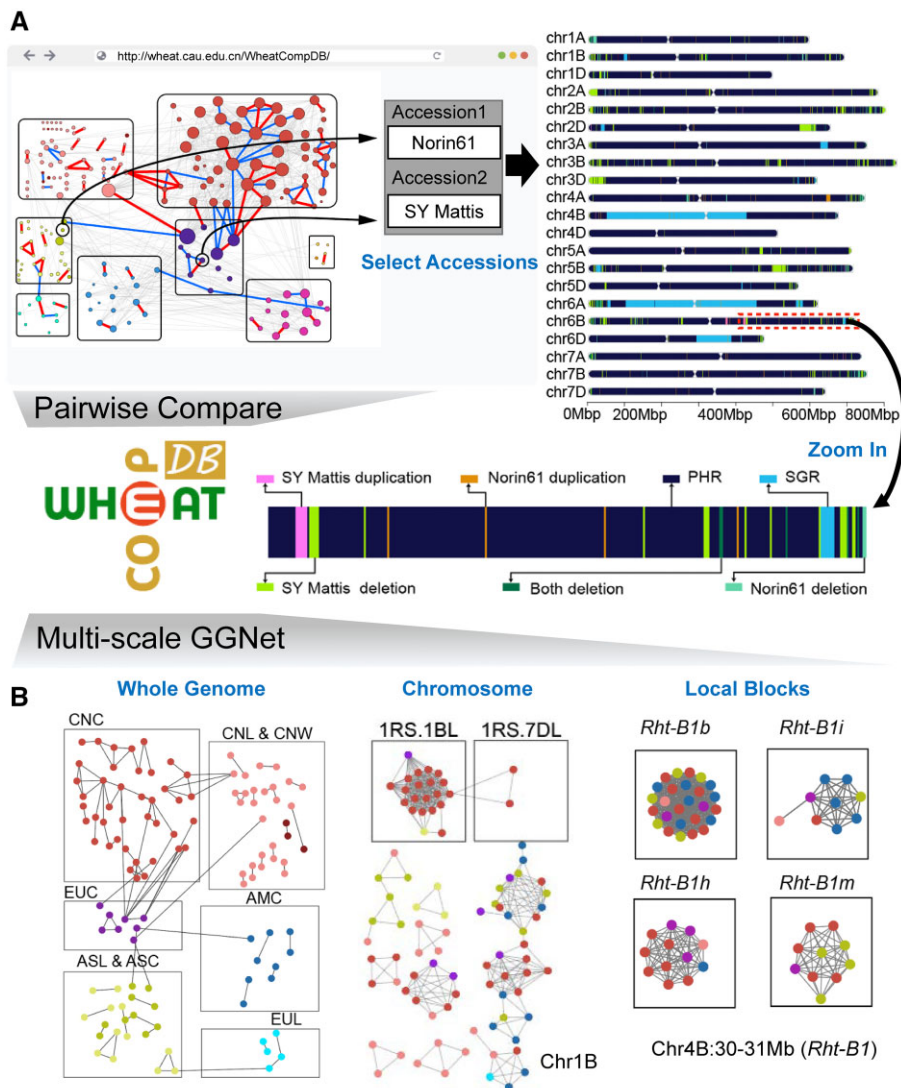 A
http://wheat.cau.edu.cn/WheatCompDB/
Accession1
Norin61
Accession2
SY Mattis
Select Accessions
chr1A
chr1B
chr1D
chr2A
chr2B
chr2D
chr3A
chr3B
chr3D
chr4A
chr4B
chr4D
chr5A
chr5B
chr5D
chr6A
chr6B
chr6D
chr7A
chr7B
chr7D
0Mbp 200Mbp 400Mbp 600Mbp 800Mbp
Pairwise Compare
Zoom In
COMP DB
WHEAT
SY Mattis duplication Norin61 duplication PHR SGR
SY Mattis deletion Both deletion Norin61 deletion
Multi-scale GGNet
B
Whole Genome Chromosome Local Blocks
CNC
CNL & CNW
EUC
AMC
ASL & ASC
EUL
1RS.1BL 1RS.7DL
Chr1B
Rht-B1b Rht-B1i
Rht-B1h Rht-B1m
Chr4B:30-31Mb (Rht-B1)